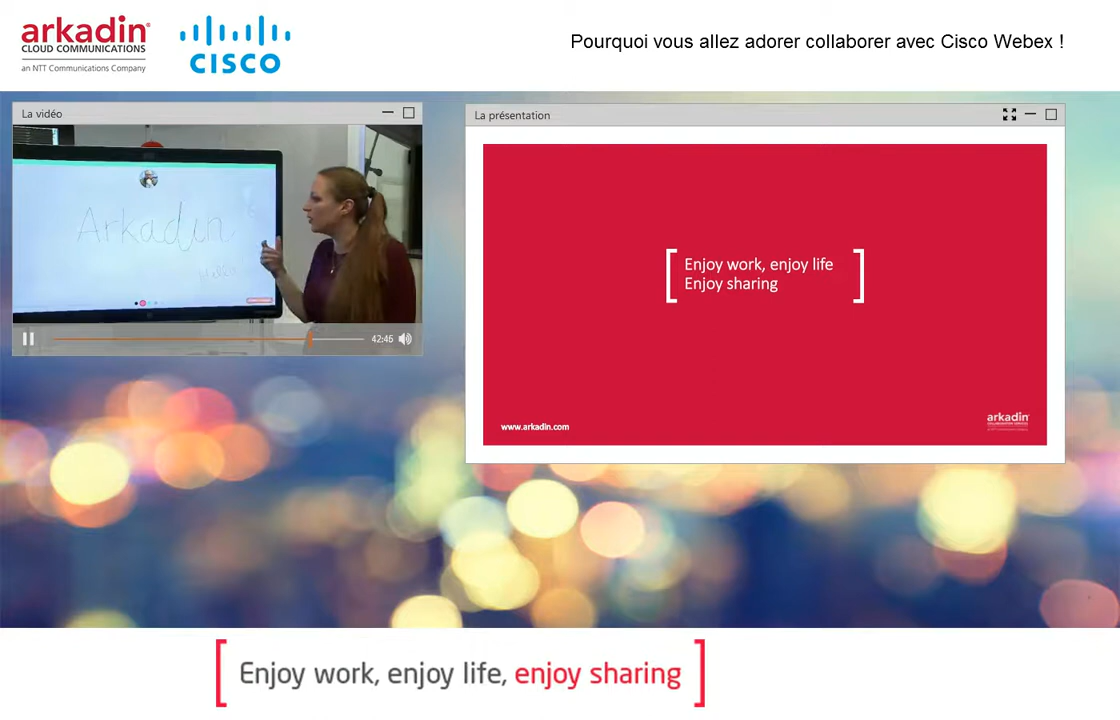 arkadin
CLOUD COMMUNICATIONS
an NTT Communications Company
CISCO
Pourquoi vous allez adorer collaborer avec Cisco Webex !
La vidéo
Arkadin
Hello
42:46
La présentation
Enjoy work, enjoy life
Enjoy sharing
www.arkadin.com
arkadin
Enjoy work, enjoy life, enjoy sharing